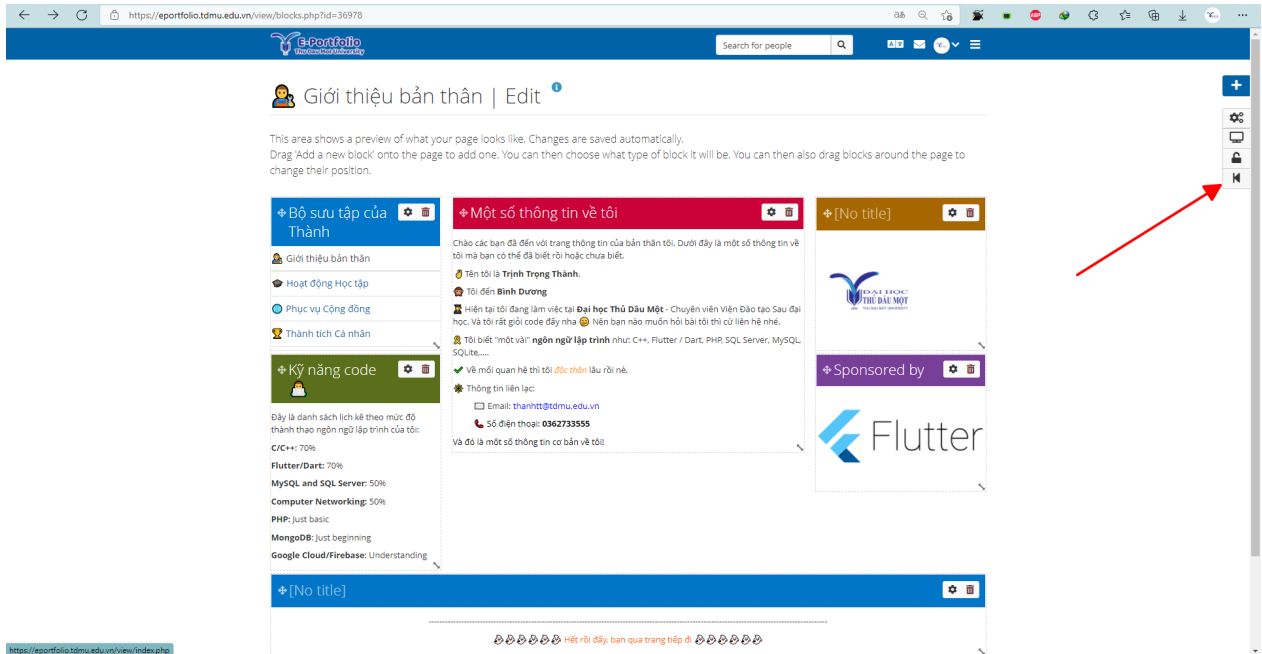 https://eportfolio.tdmu.edu.vn/view/blocks.php?id=36978
E-Portfolio
Thu Dau Mot University
Search for people
Giới thiệu bản thân | Edit
This area shows a preview of what your page looks like. Changes are saved automatically.
Drag 'Add a new block' onto the page to add one. You can then choose what type of block it will be. You can then also drag blocks around the page to
change their position.
Bộ sưu tập của
Thành
Giới thiệu bản thân
Hoạt động Học tập
Phục vụ Cộng đồng
Thành tích Cá nhân
Kỹ năng code
Đây là danh sách lịch kê theo mức độ
thành thạo ngôn ngữ lập trình của tôi:
C/C++: 70%
Flutter/Dart: 70%
MySQL and SQL Server: 50%
Computer Networking: 50%
PHP: Just basic
MongoDB: Just beginning
Google Cloud/Firebase: Understanding
Một số thông tin về tôi
Chào các bạn đã đến với trang thông tin của bản thân tôi. Dưới đây là một số thông tin về
tôi mà bạn có thể đã biết rồi hoặc chưa biết.
Tên tôi là Trịnh Trọng Thành.
Tôi đến Bình Dương
Hiện tại tôi đang làm việc tại Đại học Thủ Dầu Một - Chuyên viên Viện Đào tạo Sau đại
học. Và tôi rất giỏi code đấy nha Nên bạn nào muốn hỏi bài tôi thì cứ liên hệ nhé.
Tôi biết "một vài" ngôn ngữ lập trình như: C++, Flutter / Dart, PHP, SQL Server, MySQL,
SQLite,....
Về mối quan hệ thì tôi độc thân lâu rồi nè.
Thông tin liên lạc:
Email: thanhtt@tdmu.edu.vn
Số điện thoại: 0362733555
Và đó là một số thông tin cơ bản về tôi!
[No title]
ĐẠI HỌC
THỦ DẦU MỘT
Sponsored by
Flutter
[No title]
Hết rồi đấy, bạn qua trang tiếp đi
https://eportfolio.tdmu.edu.vn/view/index.php